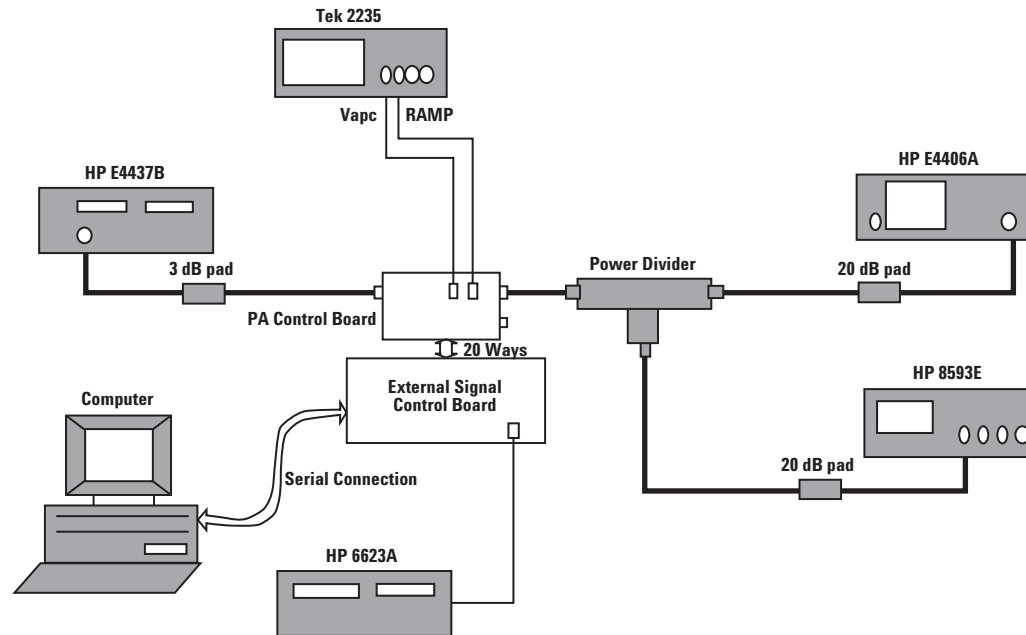 Tek 2235
Vapc
RAMP
HP E4437B
HP E4406A
3 dB pad
Power Divider
20 dB pad
PA Control Board
20 Ways
External Signal
Control Board
HP 8593E
Computer
Serial Connection
20 dB pad
HP 6623A